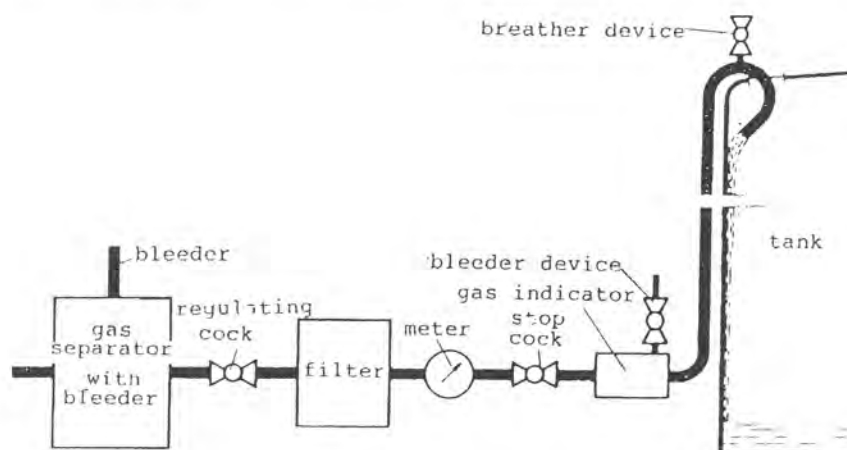 breather device
bleeder
tank
bleeder device
gas indicator
regulating
cock
stop
cock
meter
gas
separator
with
bleeder
filter